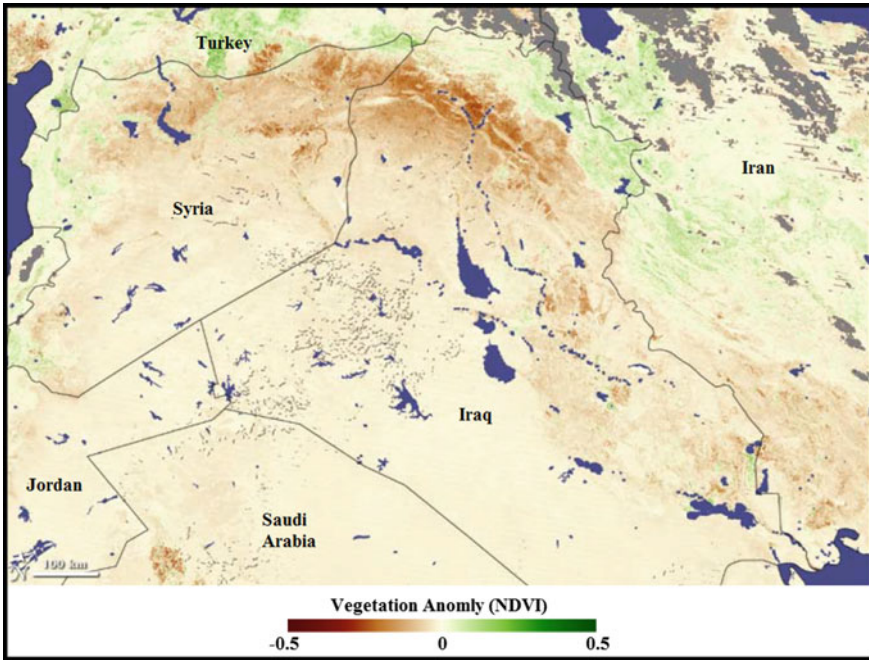 Turkey
Iran
Syria
Iraq
Jordan
Saudi
Arabia
100 km
Vegetation Anomly (NDVI)
-0.5 0 0.5